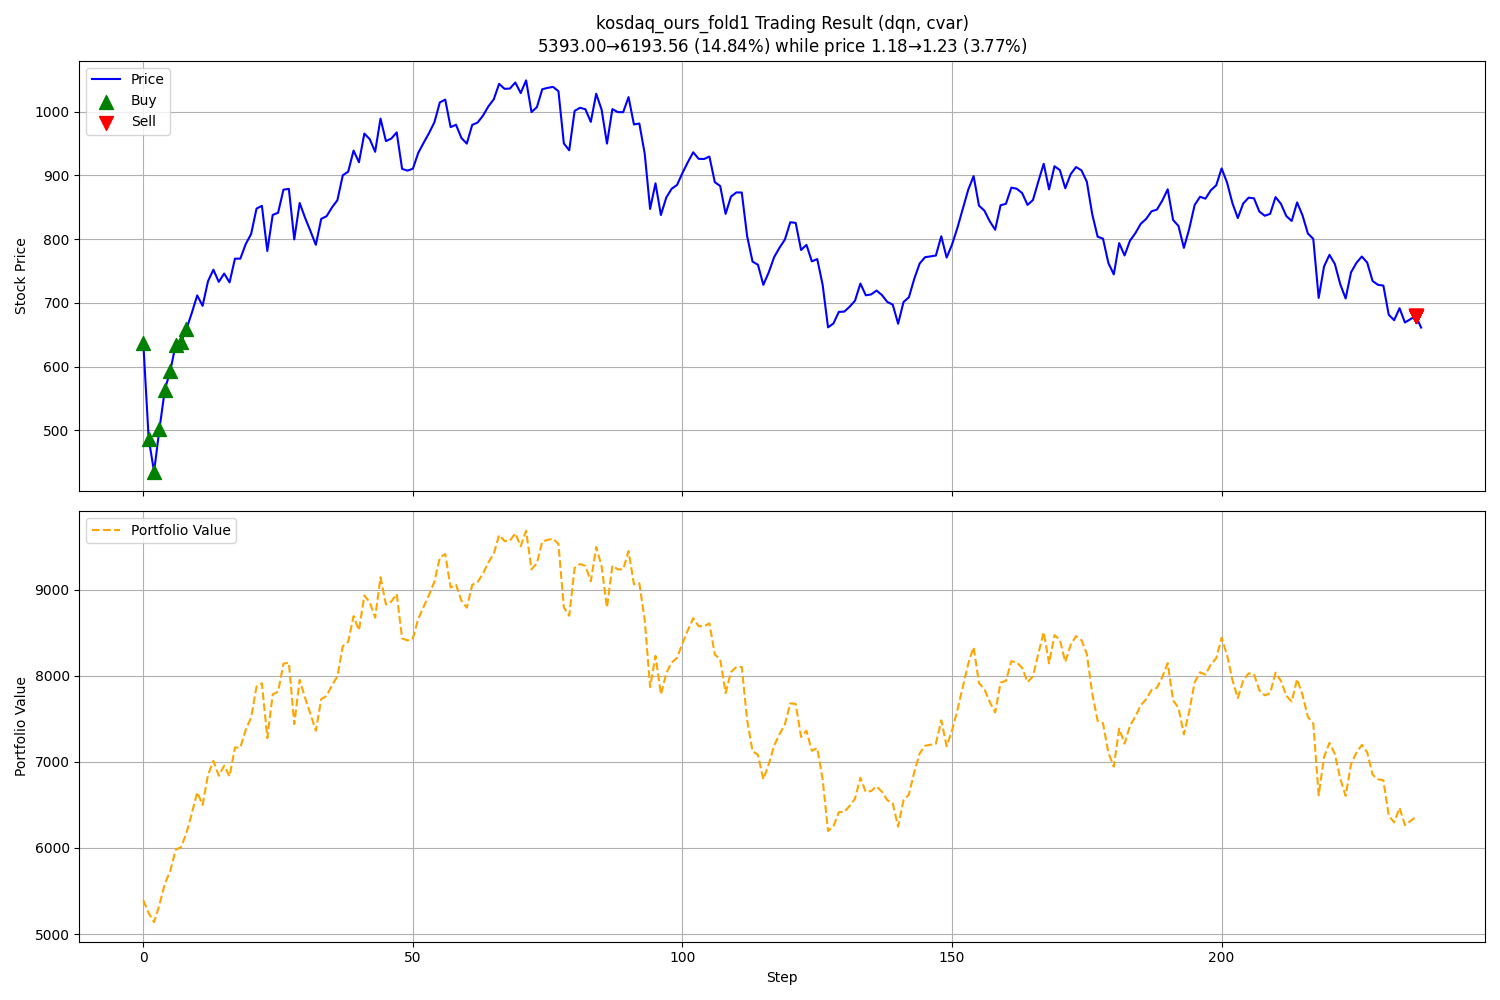 kosdaq_ours_fold1 Trading Result (dqn, cvar)
5393.00→6193.56 (14.84%) while price 1.18→1.23 (3.77%)
Price
Buy
Sell
Stock Price
1000
900
800
700
600
500
Portfolio Value
Portfolio Value
9000
8000
7000
6000
5000
0
50
100
150
200
Step